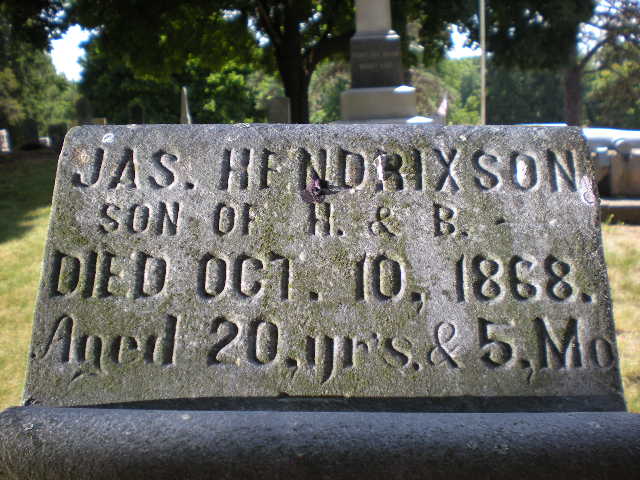 JAS. HENDRIXSON
SON OF H. & B.
DIED OCT. 10, 1868.
Aged 20, yrs. & 5, Mo